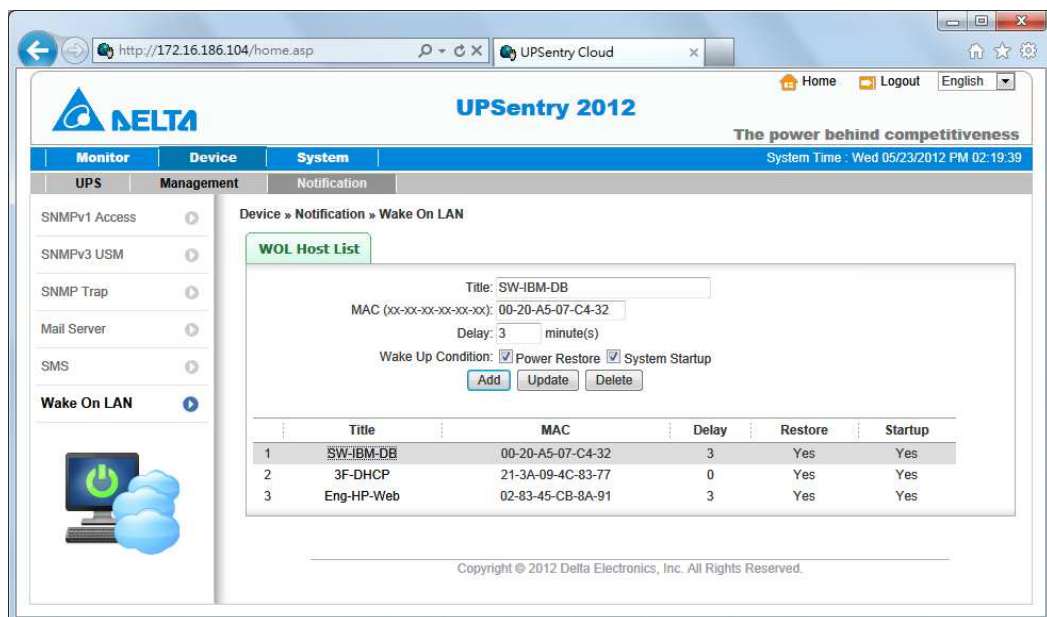 http://172.16.186.104/home.asp
UPSentry Cloud
Home Logout English
DELTA
UPSentry 2012
The power behind competitiveness
Monitor Device System
System Time : Wed 05/23/2012 PM 02:19:39
UPS Management Notification
SNMPv1 Access
SNMPv3 USM
SNMP Trap
Mail Server
SMS
Wake On LAN
Device » Notification » Wake On LAN
WOL Host List
Title: SW-IBM-DB
MAC (xx-xx-xx-xx-xx-xx): 00-20-A5-07-C4-32
Delay: 3 minute(s)
Wake Up Condition: Power Restore System Startup
Add Update Delete
Title MAC Delay Restore Startup
1 SW-IBM-DB 00-20-A5-07-C4-32 3 Yes Yes
2 3F-DHCP 21-3A-09-4C-83-77 0 Yes Yes
3 Eng-HP-Web 02-83-45-CB-8A-91 3 Yes Yes
Copyright © 2012 Delta Electronics, Inc. All Rights Reserved.